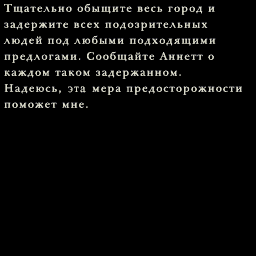 Тщательно обыщите весь город и
задержите всех подозрительных
людей под любыми подходящими
предлогами. Сообщайте Аннетт о
каждом таком задержанном.
Надеюсь, эта мера предосторожности
поможет мне.